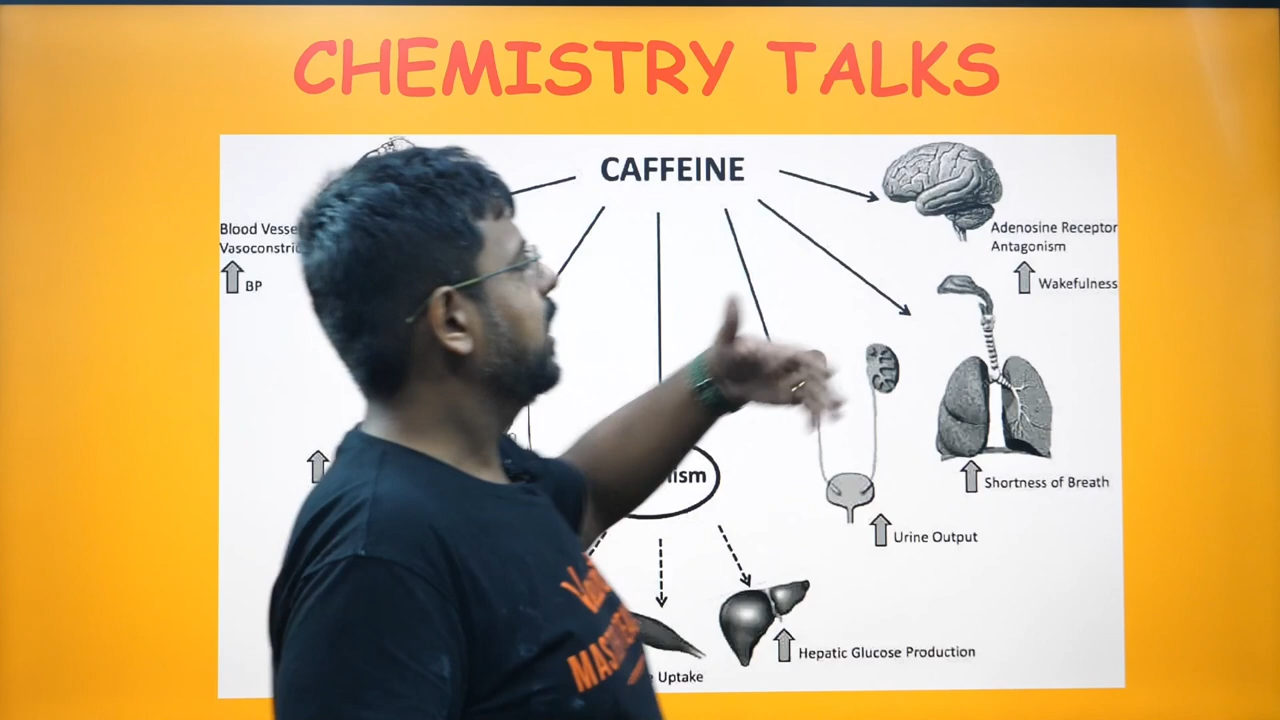 CHEMISTRY TALKS
CAFFEINE
Blood Vesse
Vasoconstric
BP
Adenosine Receptor
Antagonism
Wakefulness
Shortness of Breath
Urine Output
ism
Hepatic Glucose Production
e Uptake